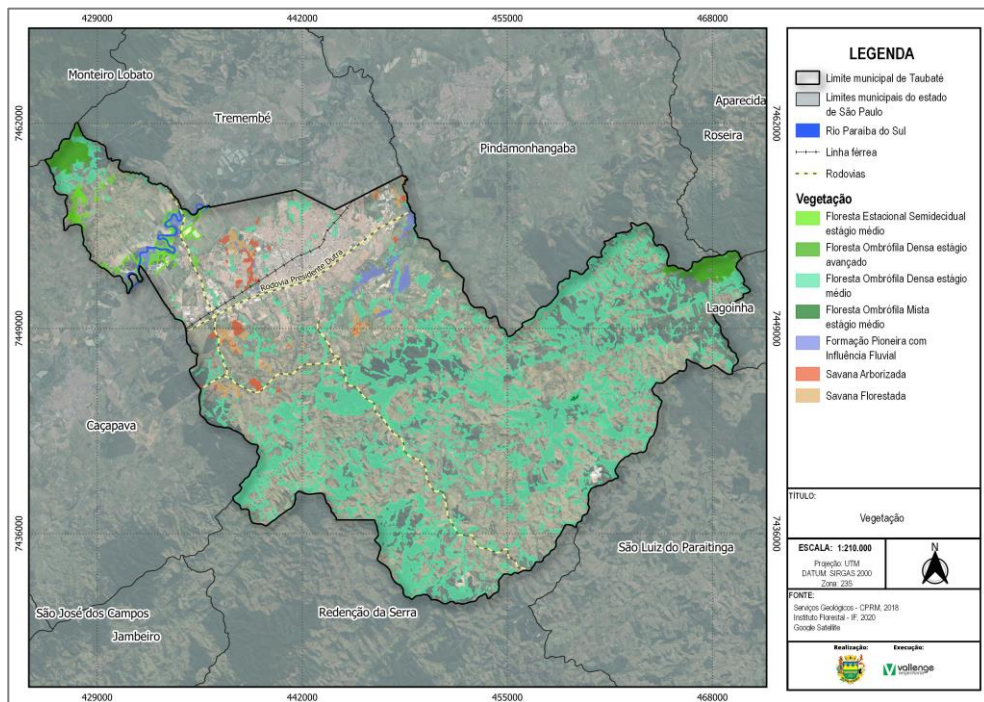 429000
442000
455000
468000
7462000
7449000
7436000
7462000
7449000
7436000
429000
442000
455000
468000
Monteiro Lobato
Tremembé
Pindamonhangaba
Aparecida
Roseira
Lagoinha
Rodovia Presidente Dutra
Caçapava
São José dos Campos
Jambeiro
Redenção da Serra
São Luiz do Paraitinga
LEGENDA
Limite municipal de Taubaté
Limites municipais do estado
de São Paulo
Rio Paraíba do Sul
Linha férrea
Rodovias
Vegetação
Floresta Estacional Semidecidual
estágio médio
Floresta Ombrófila Densa estágio
avançado
Floresta Ombrófila Densa estágio
médio
Floresta Ombrófila Mista
estágio médio
Formação Pioneira com
Influência Fluvial
Savana Arborizada
Savana Florestada
TÍTULO:
Vegetação
ESCALA: 1:210.000
Projeção: UTM
DATUM: SIRGAS 2000
Zona: 23S
N
FONTE:
Serviços Geológicos - CPRM, 2018
Instituto Florestal - IF, 2020
Google Satellite
Realização:
Execução:
vallenge